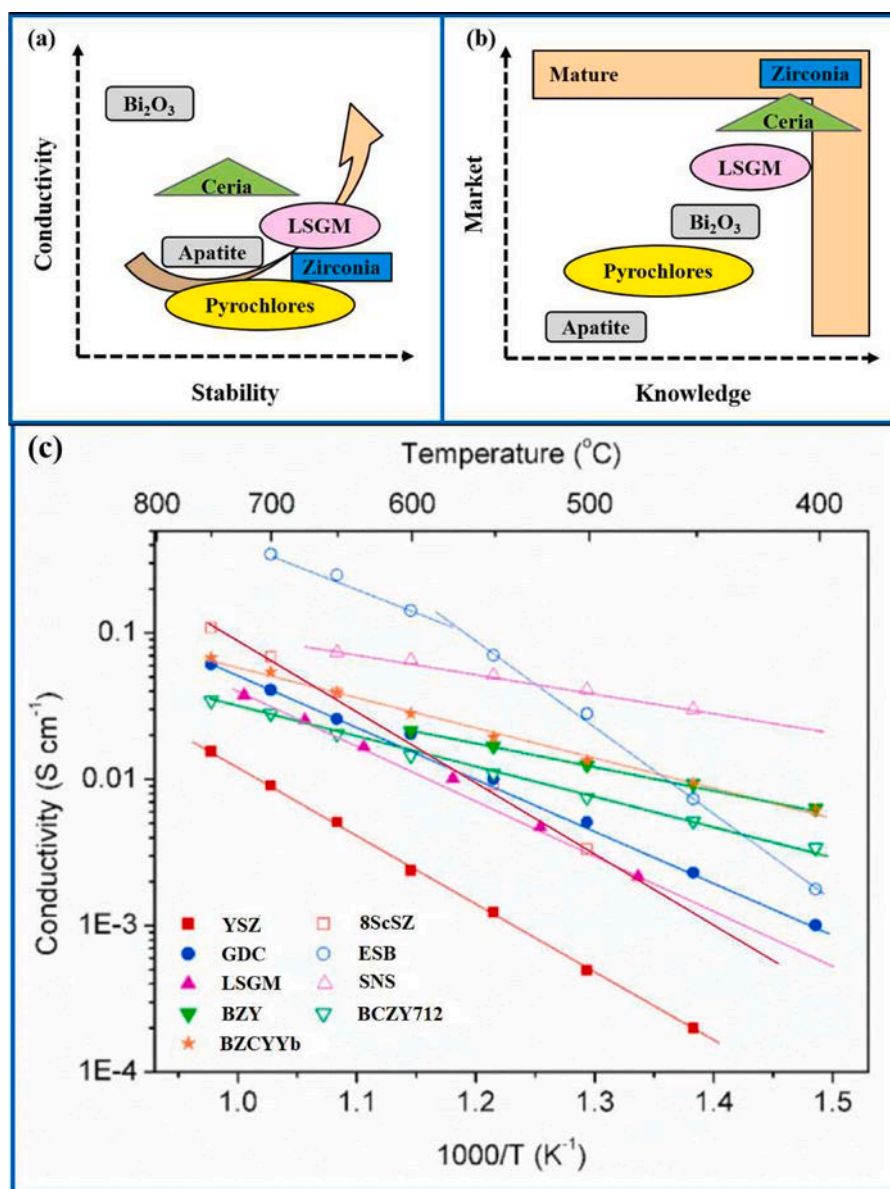 (a)
Conductivity
Bi₂O₃
Ceria
LSGM
Apatite
Zirconia
Pyrochlores
Stability
(b)
Market
Mature
Zirconia
Ceria
LSGM
Bi₂O₃
Pyrochlores
Apatite
Knowledge
(c)
Temperature (°C)
800 700 600 500 400
Conductivity (S cm⁻¹)
0.1
0.01
1E-3
1E-4
YSZ 8ScSZ
GDC ESB
LSGM SNS
BZY BCZY712
BZCYYb
1.0 1.1 1.2 1.3 1.4 1.5
1000/T (K⁻¹)